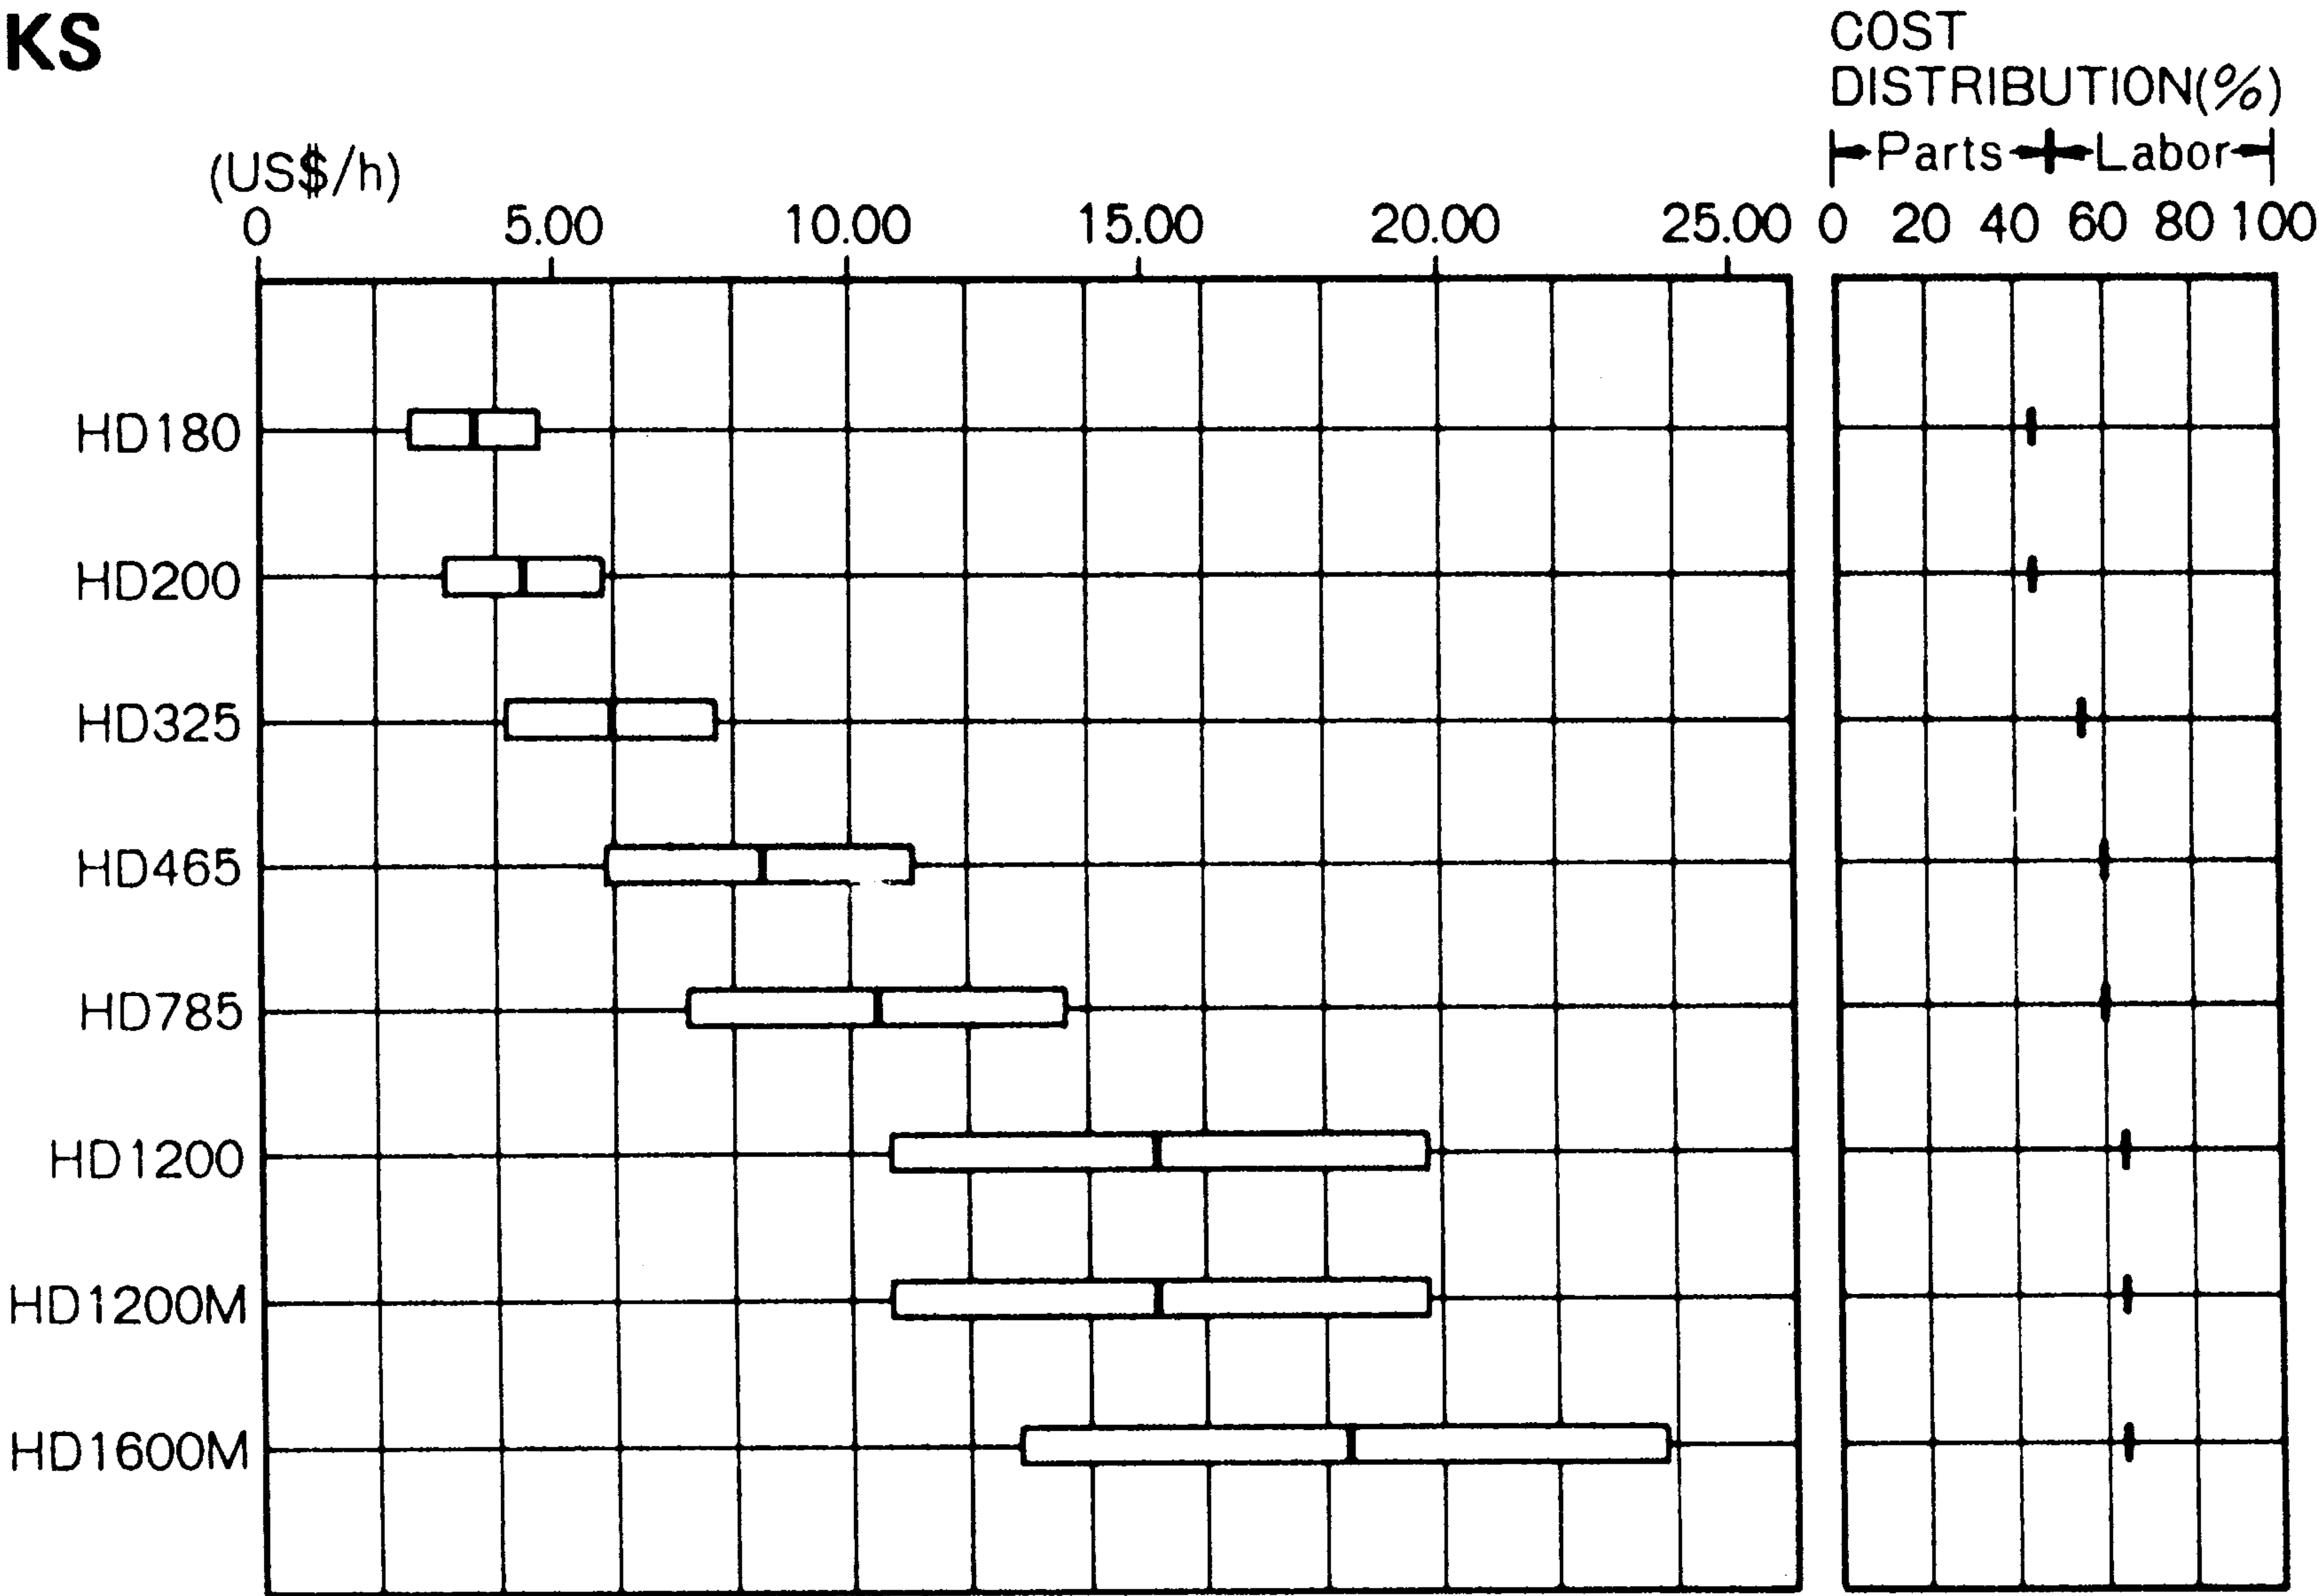 KS
COST
DISTRIBUTION(%)
Parts Labor
(US$/h)
0 5.00 10.00 15.00 20.00 25.00 0 20 40 60 80 100
HD180
HD200
HD325
HD465
HD785
HD1200
HD1200M
HD1600M